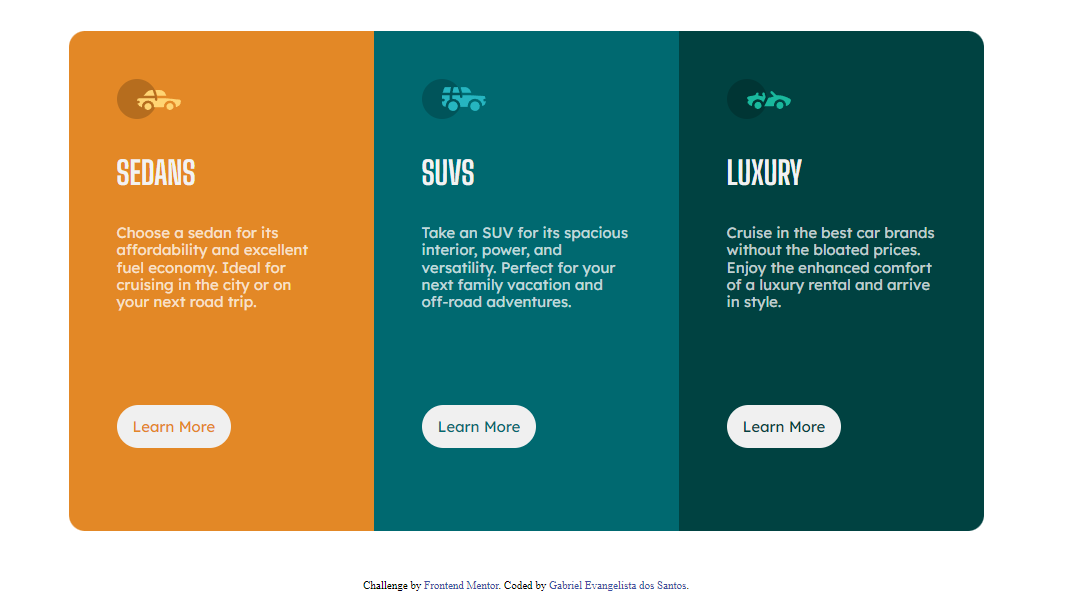 SEDANS
Choose a sedan for its
affordability and excellent
fuel economy. Ideal for
cruising in the city or on
your next road trip.
Learn More
SUVS
Take an SUV for its spacious
interior, power, and
versatility. Perfect for your
next family vacation and
off-road adventures.
Learn More
LUXURY
Cruise in the best car brands
without the bloated prices.
Enjoy the enhanced comfort
of a luxury rental and arrive
in style.
Learn More
Challenge by Frontend Mentor. Coded by Gabriel Evangelista dos Santos.